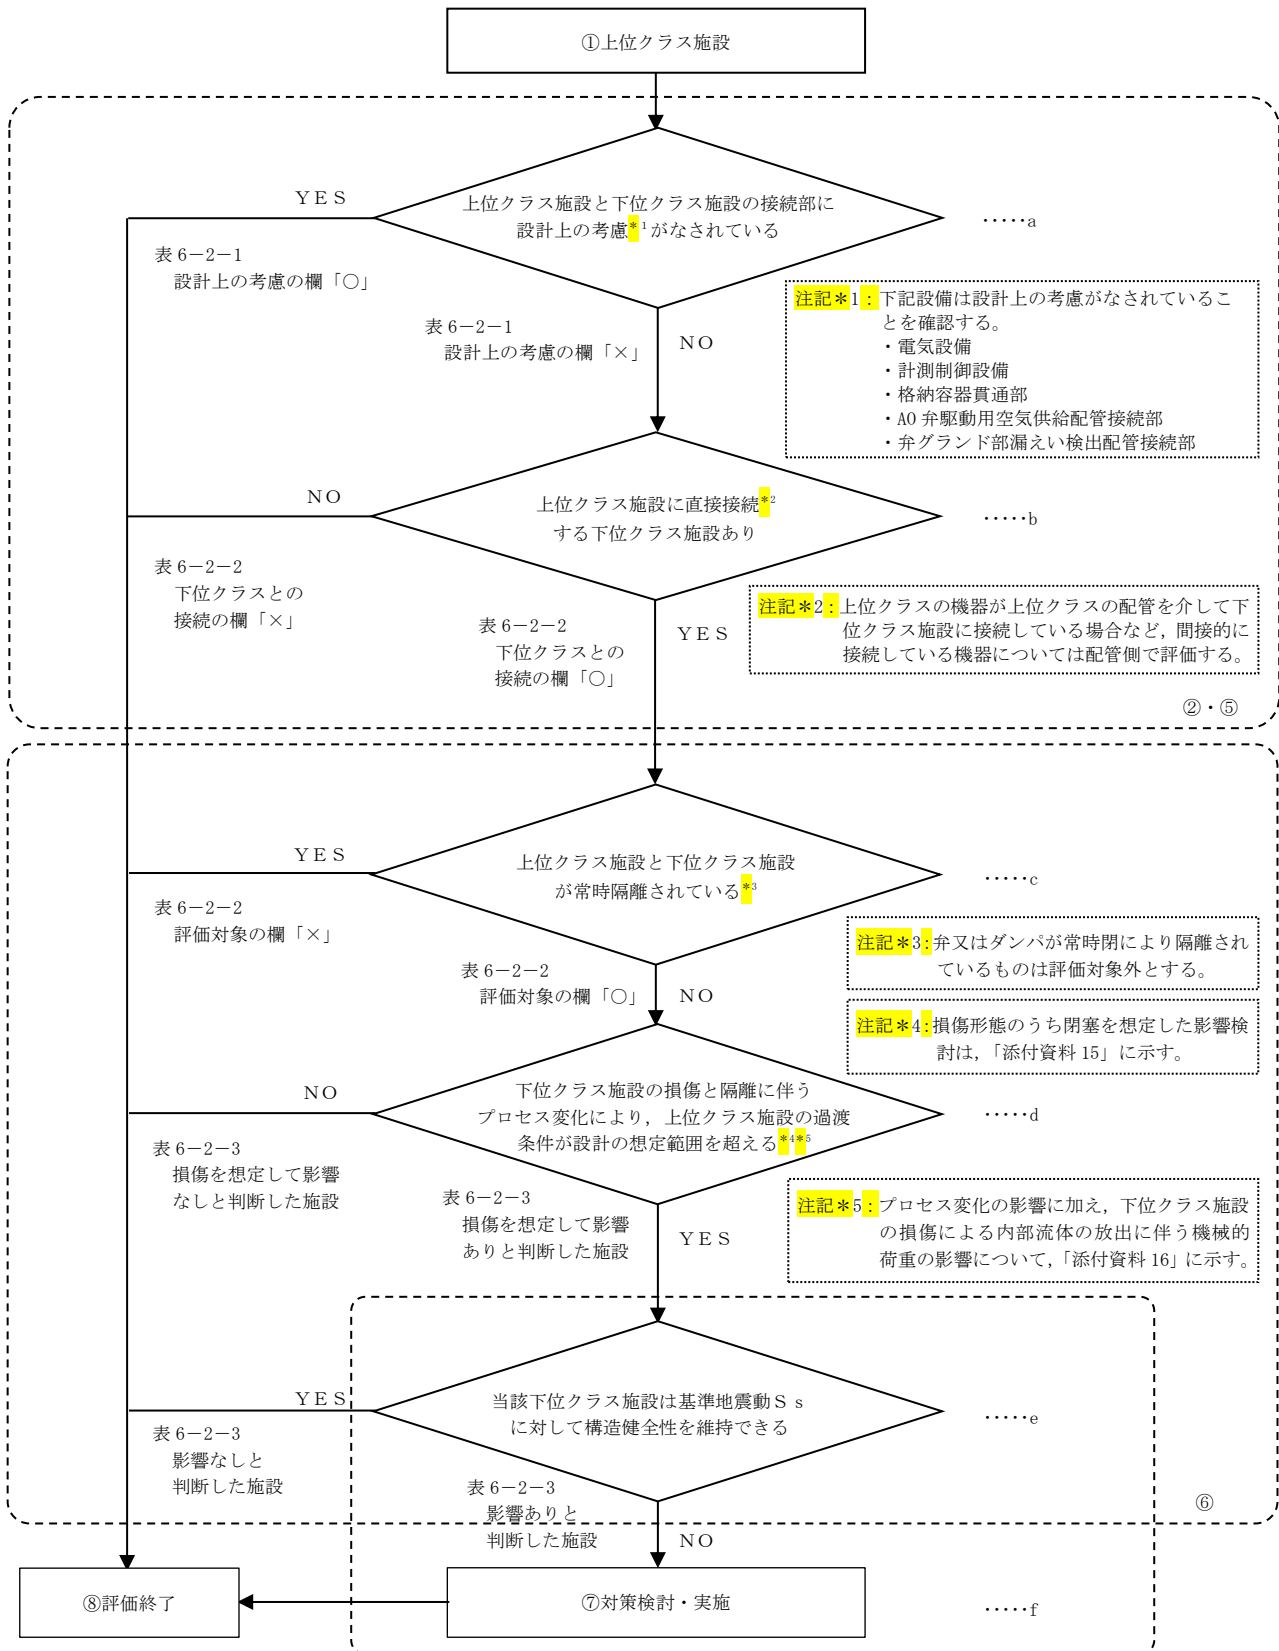 ①上位クラス施設
YES
上位クラス施設と下位クラス施設の接続部に
設計上の考慮*1がなされている
・・・・・a
表6-2-1
設計上の考慮の欄「○」
注記*1:下記設備は設計上の考慮がなされているこ
とを確認する。
・電気設備
・計測制御設備
・格納容器貫通部
・AO弁駆動用空気供給配管接続部
・弁グランド部漏えい検出配管接続部
表6-2-1
設計上の考慮の欄「×」
NO
NO
上位クラス施設に直接接続*2
する下位クラス施設あり
・・・・・b
表6-2-2
下位クラスとの
接続の欄「×」
注記*2:上位クラスの機器が上位クラスの配管を介して下
位クラス施設に接続している場合など,間接的に
接続している機器については配管側で評価する。
表6-2-2
下位クラスとの
接続の欄「○」
YES
②・⑤
YES
上位クラス施設と下位クラス施設
が常時隔離されている*3
・・・・・c
表6-2-2
評価対象の欄「×」
注記*3:弁又はダンパが常時閉により隔離され
ているものは評価対象外とする。
表6-2-2
評価対象の欄「○」
NO
注記*4:損傷形態のうち閉塞を想定した影響検
討は,「添付資料15」に示す。
NO
下位クラス施設の損傷と隔離に伴う
プロセス変化により,上位クラス施設の過渡
条件が設計の想定範囲を超える*4*5
・・・・・d
表6-2-3
損傷を想定して影響
なしと判断した施設
注記*5:プロセス変化の影響に加え,下位クラス施設
の損傷による内部流体の放出に伴う機械的
荷重の影響について,「添付資料16」に示す。
表6-2-3
損傷を想定して影響
ありと判断した施設
YES
YES
当該下位クラス施設は基準地震動Ss
に対して構造健全性を維持できる
・・・・・e
表6-2-3
影響なしと
判断した施設
表6-2-3
影響ありと
判断した施設
NO
⑥
⑧評価終了
⑦対策検討・実施
・・・・・f